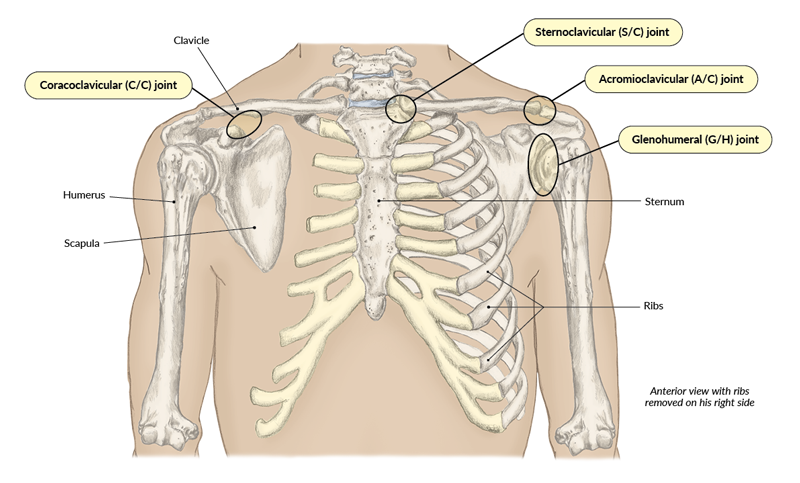 Sternoclavicular (S/C) joint
Clavicle
Coracoclavicular (C/C) joint
Acromioclavicular (A/C) joint
Glenohumeral (G/H) joint
Humerus
Sternum
Scapula
Ribs
Anterior view with ribs
removed on his right side